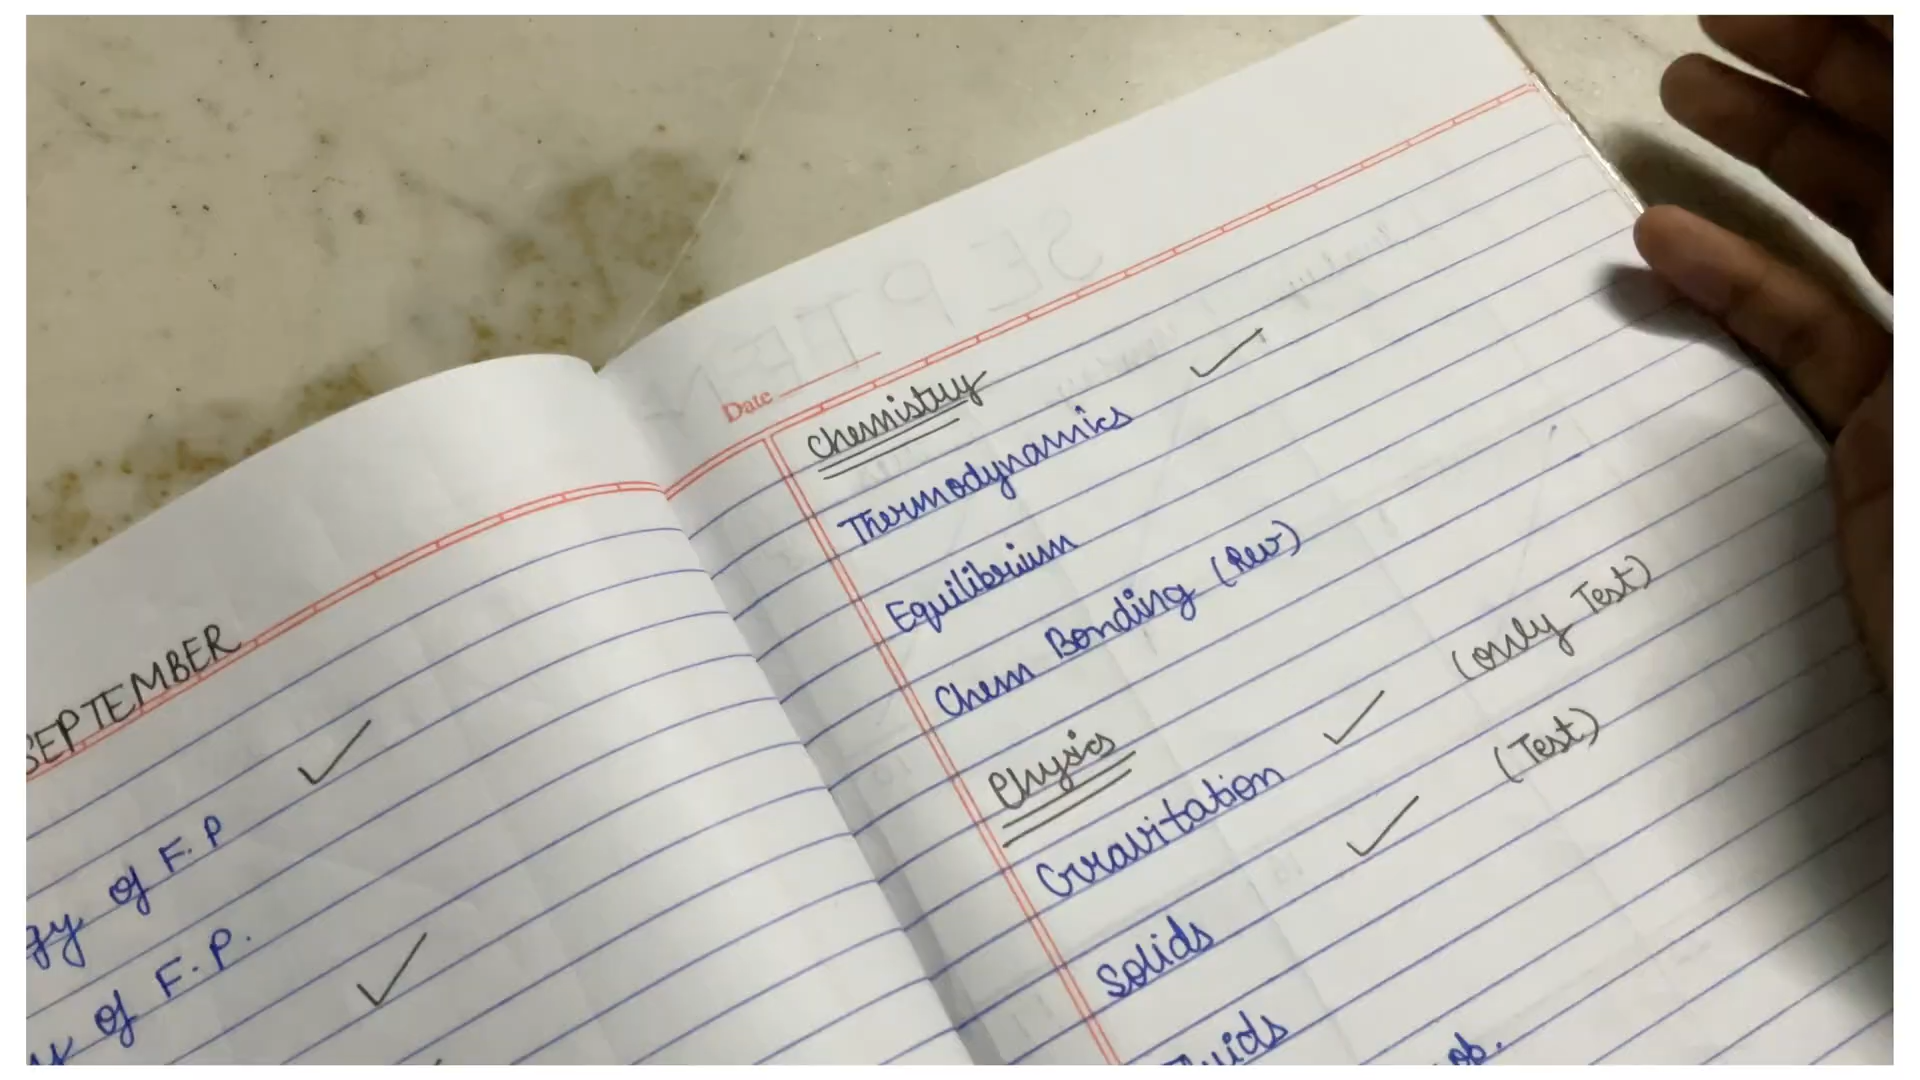 SEPTEMBER
of F.P
of F.P.
Date
Chemistry
Thermodynamics ✓
Equilibrium
Chem Bonding (Rev)
Physics
Gravitation ✓ (only Test)
Solids ✓ (Test)